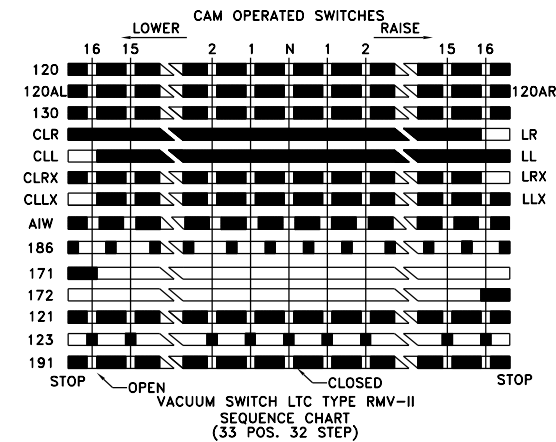 CAM OPERATED SWITCHES
LOWER RAISE
16 15 2 1 N 1 2 15 16
120
120AL 120AR
130
CLR LR
CLL LL
CLRX LRX
CLLX LLX
AIW
186
171
172
121
123
191
STOP OPEN CLOSED STOP
VACUUM SWITCH LTC TYPE RMV-II
SEQUENCE CHART
(33 POS. 32 STEP)